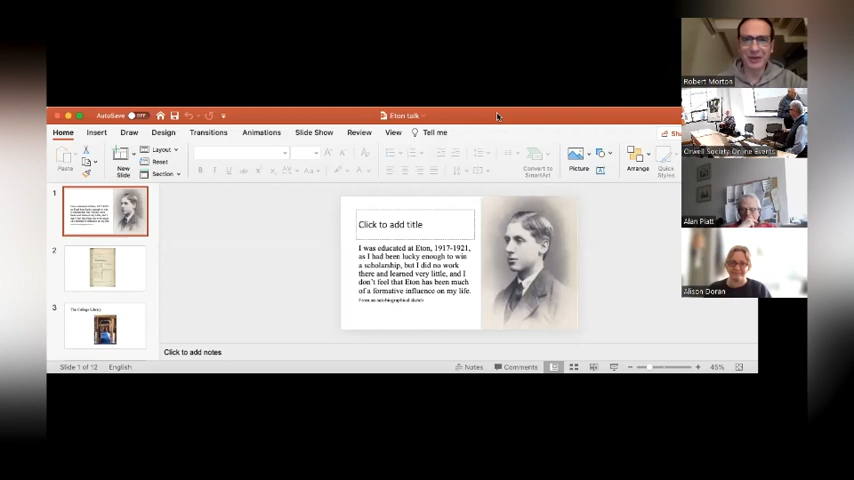 AutoSave OFF
Eton talk
Home Insert Draw Design Transitions Animations Slide Show Review View Tell me
Paste
New
Slide
Layout
Reset
Section
Convert to
SmartArt
Picture
Arrange
Quick
Styles
1
2
3
The College Library
Click to add title
I was educated at Eton, 1917-1921,
as I had been lucky enough to win
a scholarship, but I did no work
there and learned very little, and I
don't feel that Eton has been much
of a formative influence on my life.
From an autobiographical sketch
Click to add notes
Slide 1 of 12 English Notes Comments 45%
Robert Morton
Orwell Society Online Events
Alan Platt
Alison Doran